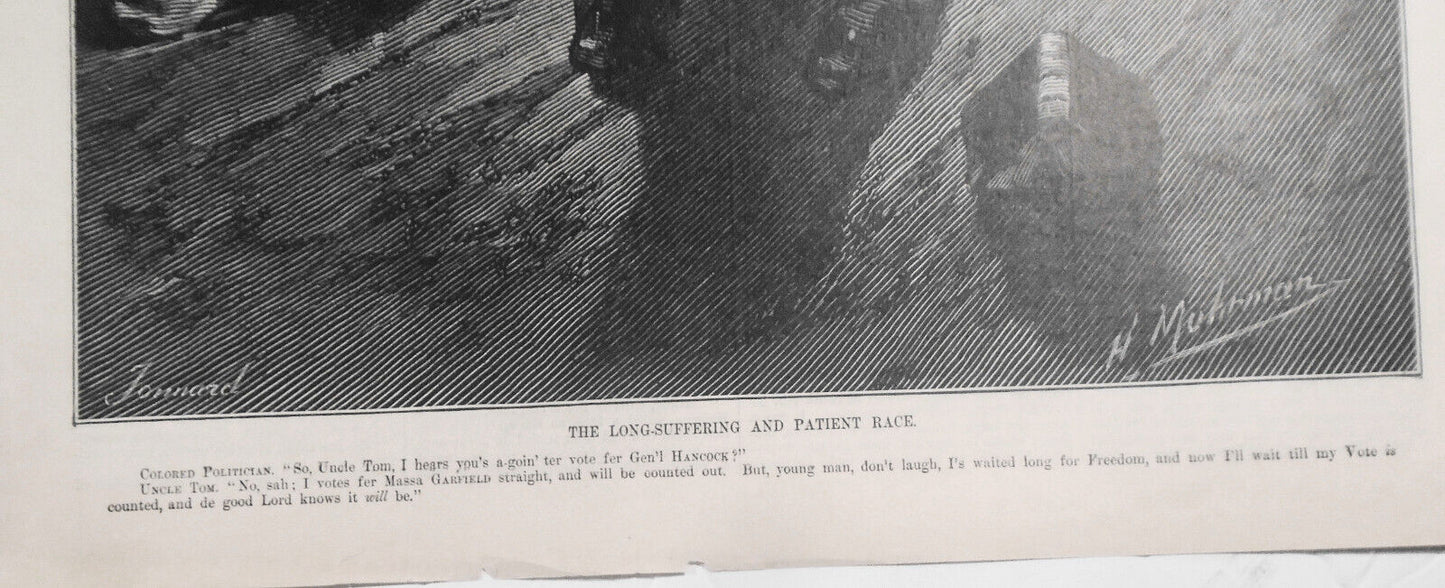 Jonnard
H Muhrman
THE LONG-SUFFERING AND PATIENT RACE.
COLORED POLITICIAN. "So, Uncle Tom, I hears you's a-goin' ter vote fer Gen'l HANCOCK?"
UNCLE TOM. "No, sah; I votes fer Massa GARFIELD straight, and will be counted out. But, young man, don't laugh, I's waited long for Freedom, and now I'll wait till my Vote is
counted, and de good Lord knows it will be."